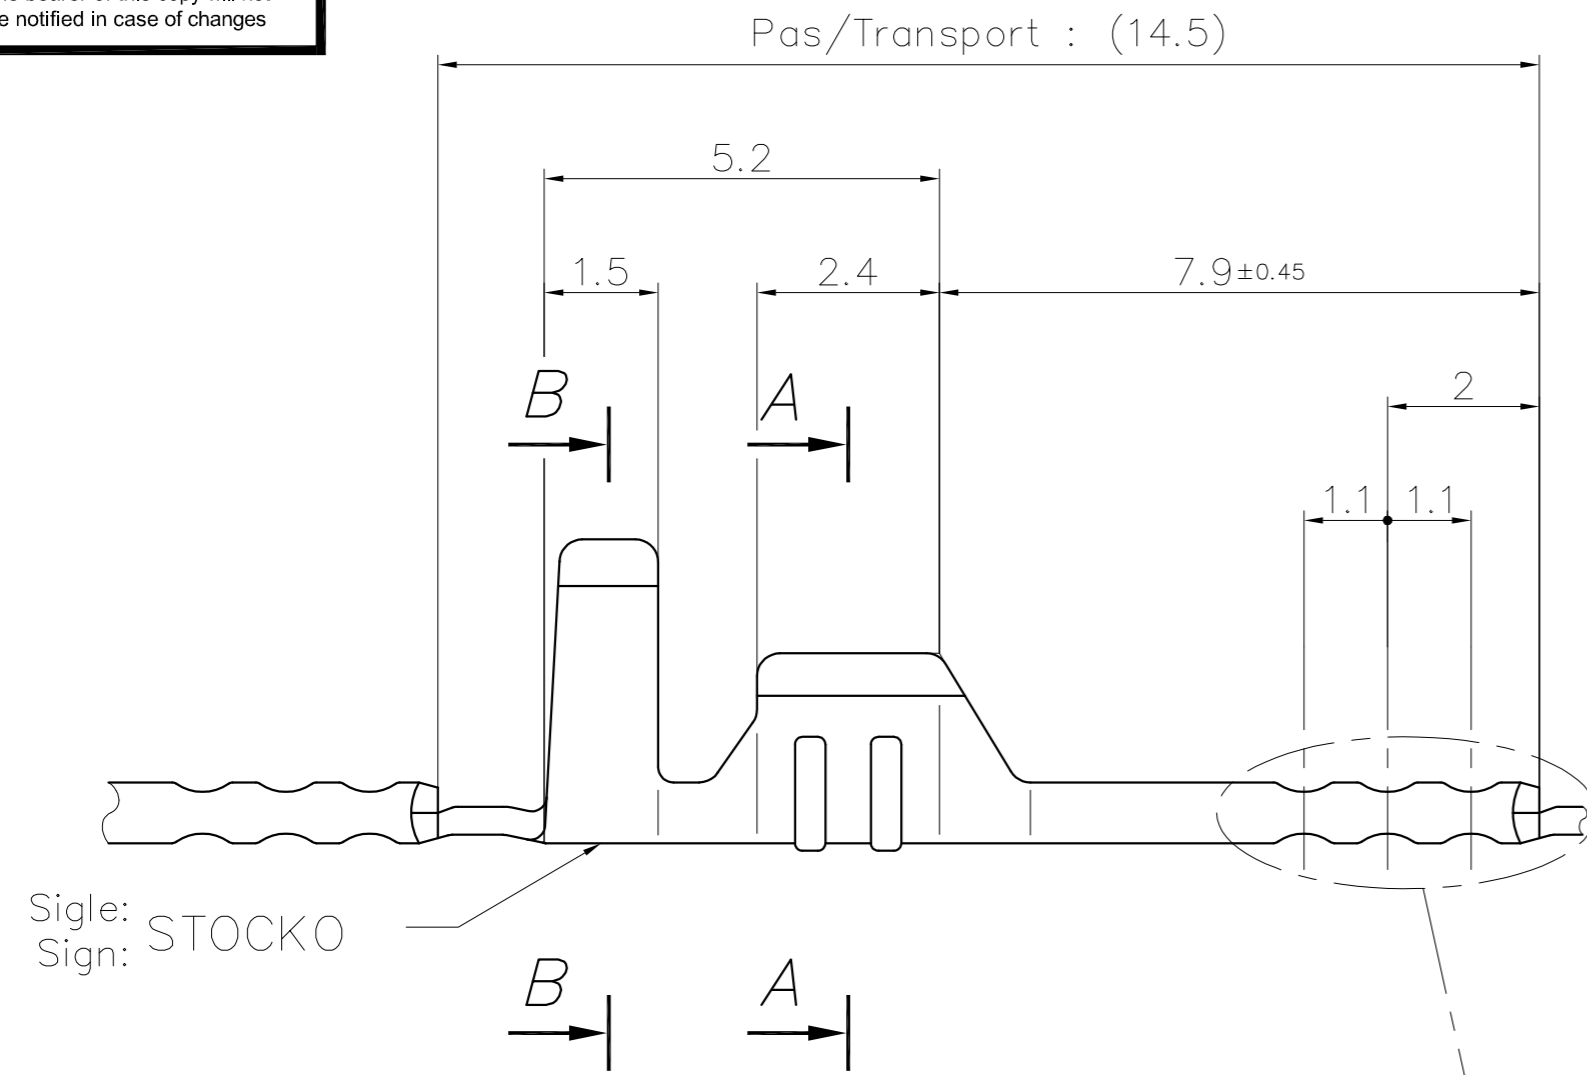 e notified in case of changes
Pas/Transport : (14.5)
5.2
1.5
2.4
7.9±0.45
B
A
2
1.1
1.1
Sigle:
Sign:
STOCKO
B
A